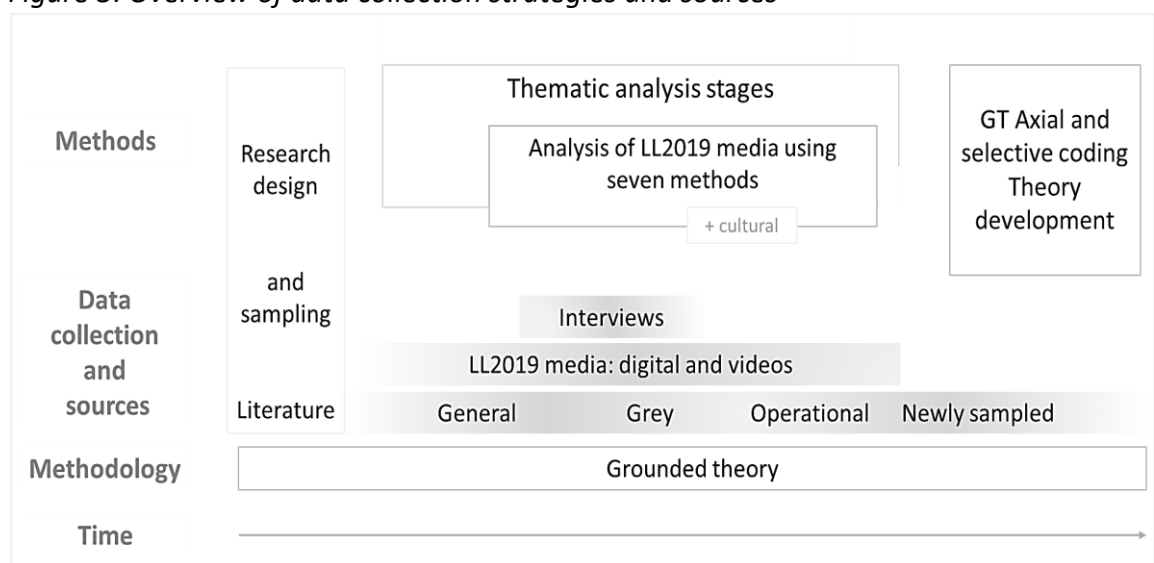 Figure 3: Overview of data collection strategies and sources
Methods
Research
design
and
sampling
Literature
Thematic analysis stages
Analysis of LL2019 media using
seven methods
+ cultural
GT Axial and
selective coding
Theory
development
Data
collection
and
sources
Interviews
LL2019 media: digital and videos
General
Grey
Operational
Newly sampled
Methodology
Grounded theory
Time